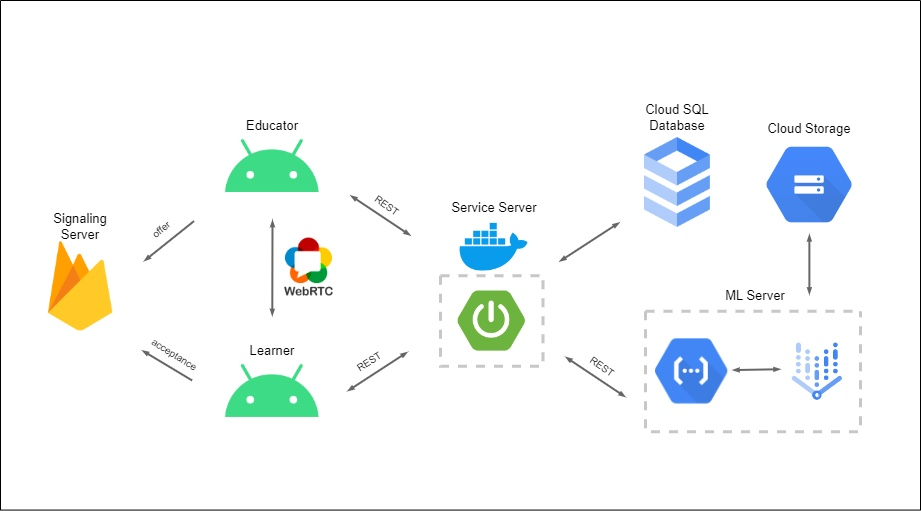 Cloud SQL
Database
Cloud Storage
Educator
REST
Service Server
Signaling
Server
offer
WebRTC
ML Server
acceptance
Learner
REST
REST